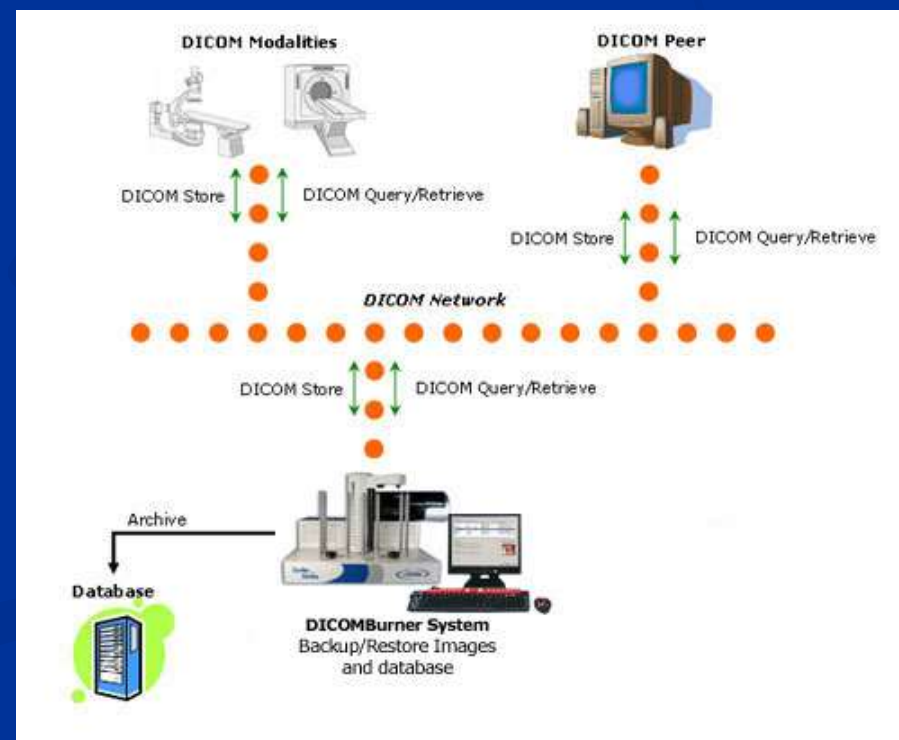 DICOM Modalities
DICOM Peer
DICOM Store
DICOM Query/Retrieve
DICOM Store
DICOM Query/Retrieve
DICOM Network
DICOM Store
DICOM Query/Retrieve
Archive
Database
DICOMBurner System
Backup/Restore Images
and database